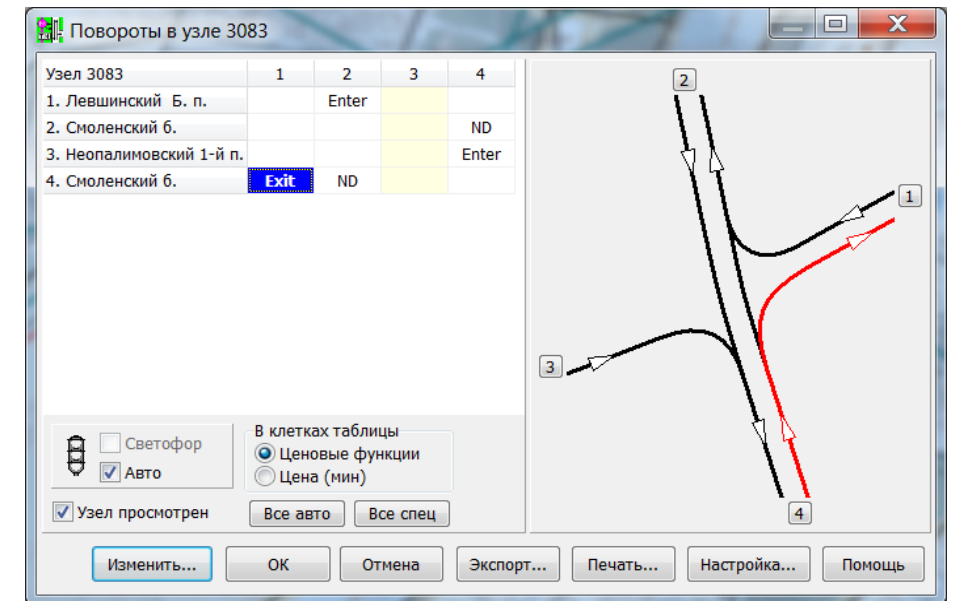 Повороты в узле 3083
Узел 3083 1 2 3 4
1. Левшинский Б. п. Enter
2. Смоленский б. ND
3. Неопалимовский 1-й п. Enter
4. Смоленский б. Exit ND
2
1
3
4
Светофор
Авто
В клетках таблицы
Ценовые функции
Цена (мин)
Узел просмотрен
Все авто Все спец
Изменить... ОК Отмена Экспорт... Печать... Настройка... Помощь